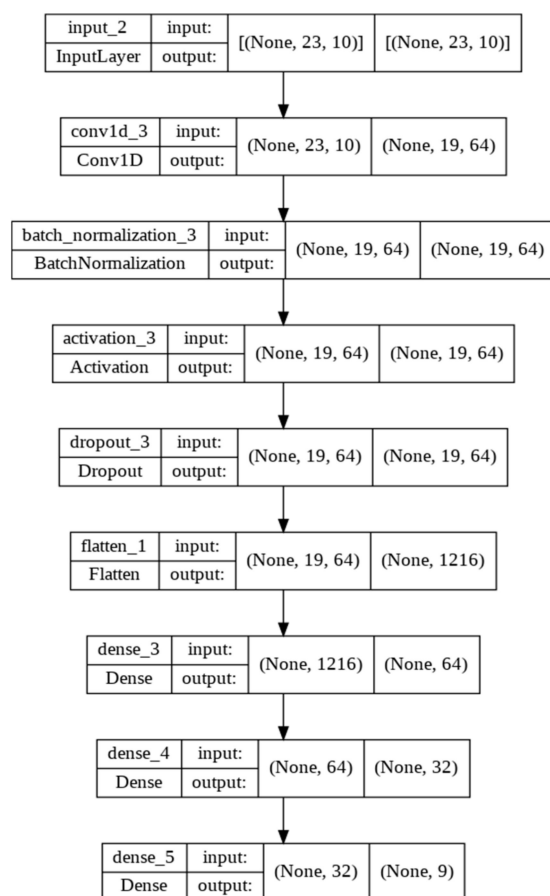 input_2 input: [(None, 23, 10)] [(None, 23, 10)]
InputLayer output:
conv1d_3 input: (None, 23, 10) (None, 19, 64)
Conv1D output:
batch_normalization_3 input: (None, 19, 64) (None, 19, 64)
BatchNormalization output:
activation_3 input: (None, 19, 64) (None, 19, 64)
Activation output:
dropout_3 input: (None, 19, 64) (None, 19, 64)
Dropout output:
flatten_1 input: (None, 19, 64) (None, 1216)
Flatten output:
dense_3 input: (None, 1216) (None, 64)
Dense output:
dense_4 input: (None, 64) (None, 32)
Dense output:
dense_5 input: (None, 32) (None, 9)
Dense output: